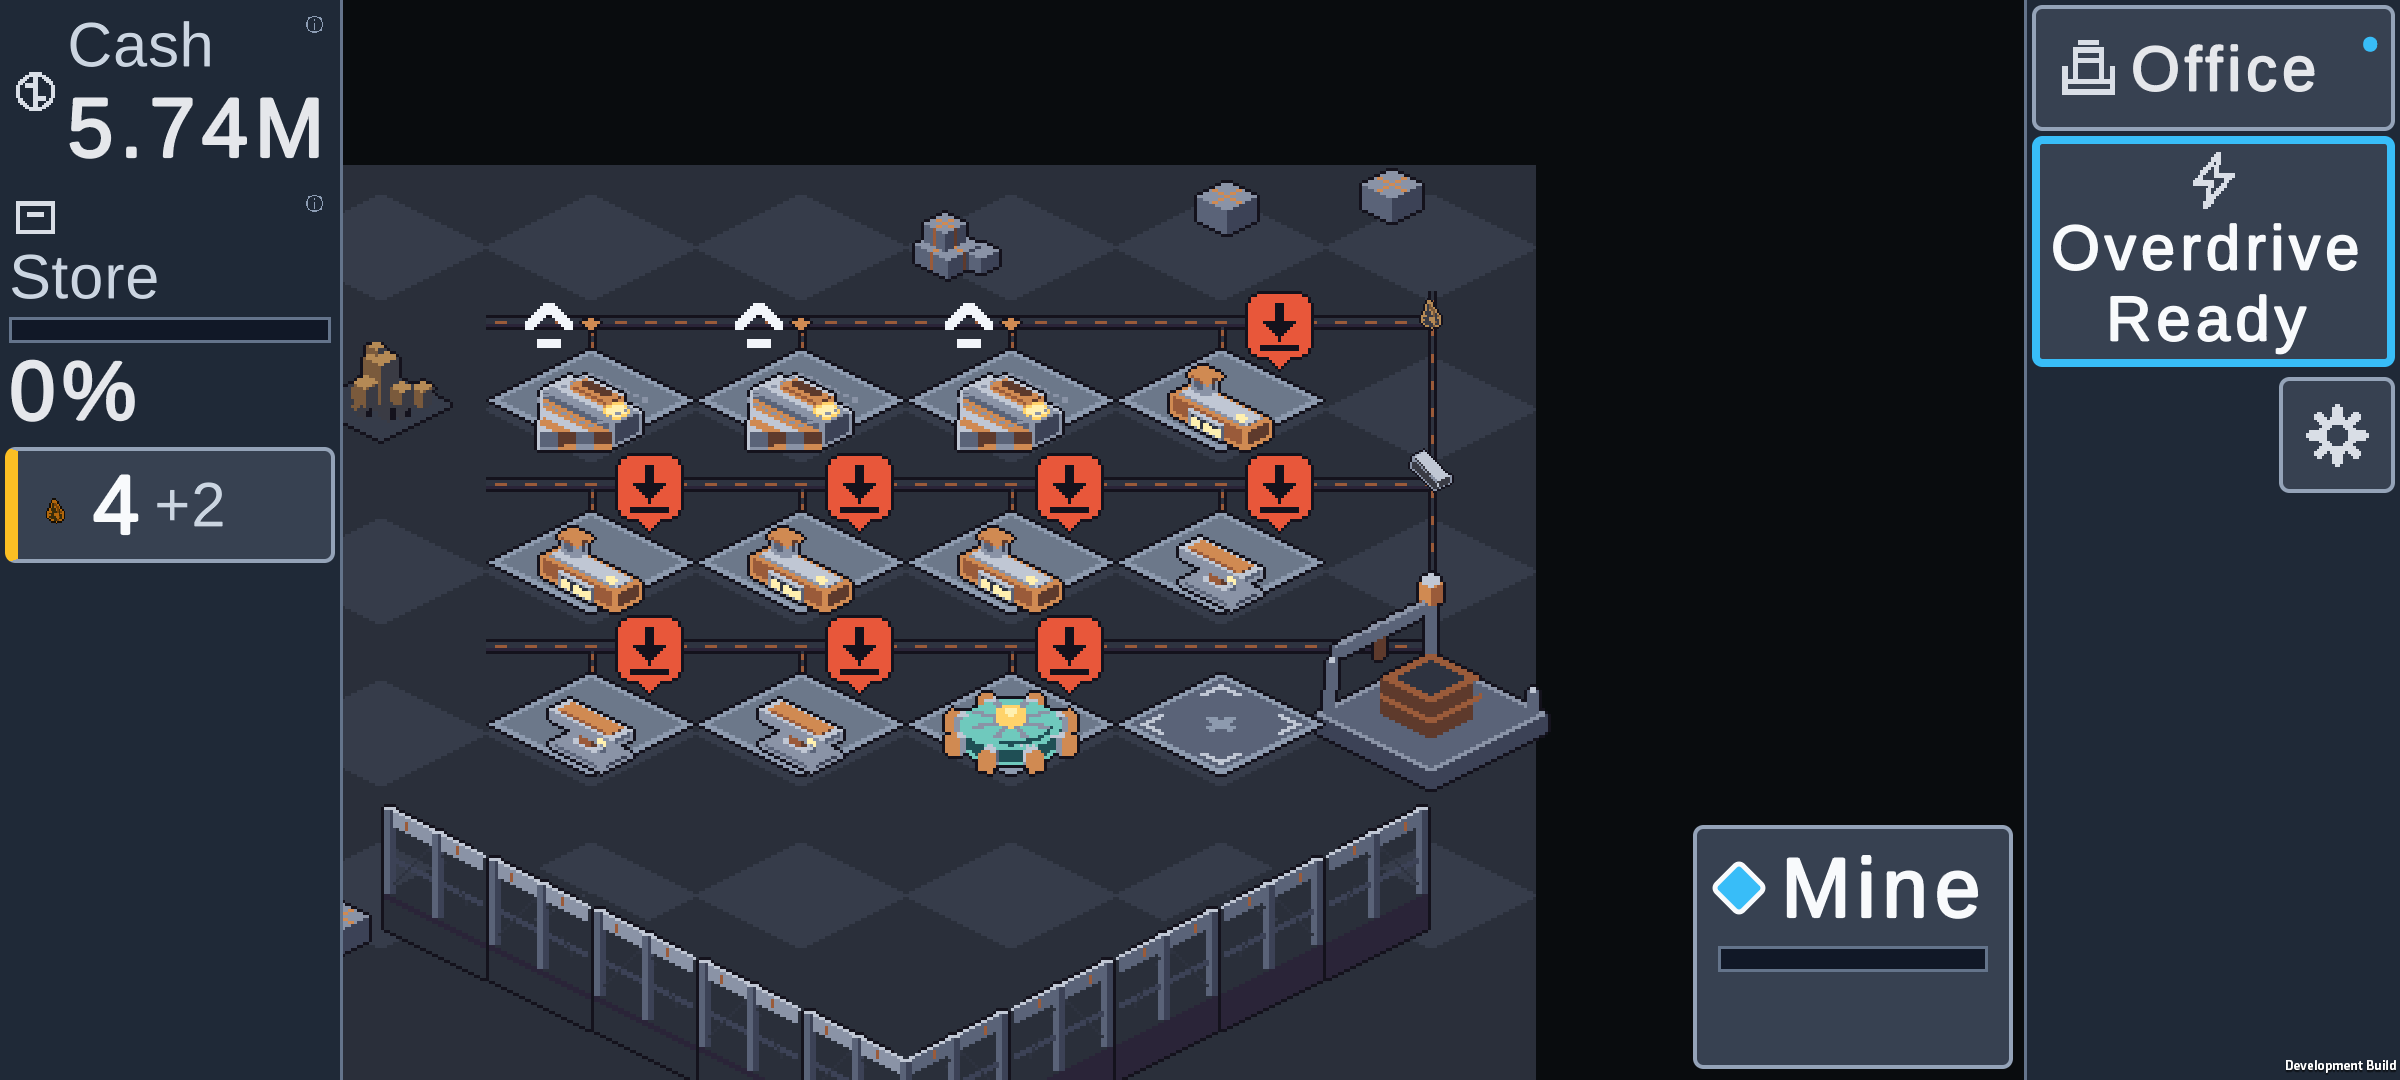 Cash
5.74M
Store
0%
4 +2
Office
Overdrive
Ready
Mine
Development Build